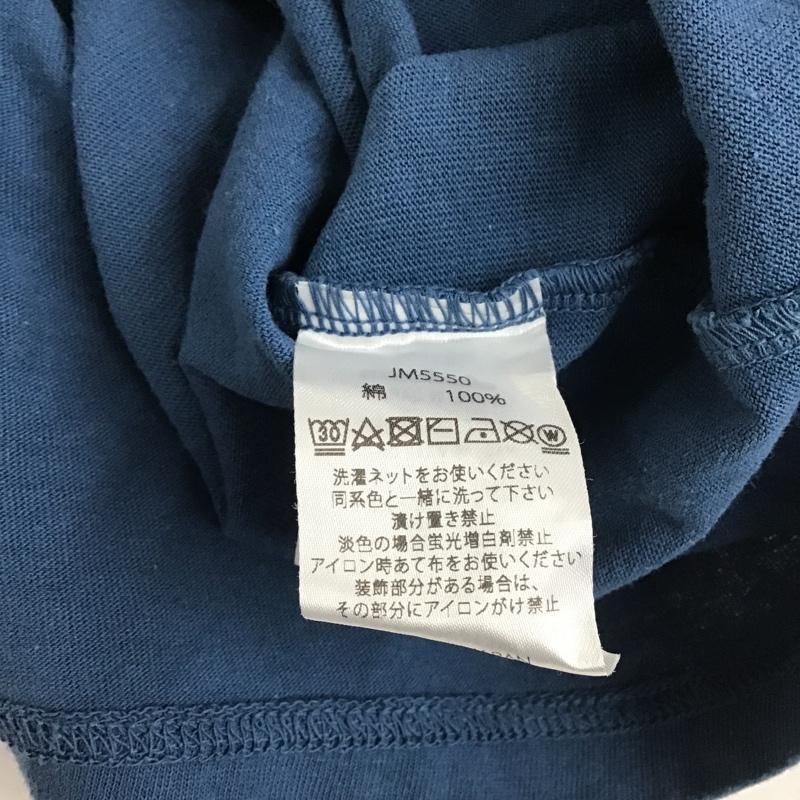 JM5550
綿 100%
30 W
洗濯ネットをお使いください
同系色と一緒に洗って下さい
漬け置き禁止
淡色の場合蛍光増白剤禁止
アイロン時あて布をお使いください
装飾部分がある場合は、
その部分にアイロンがけ禁止